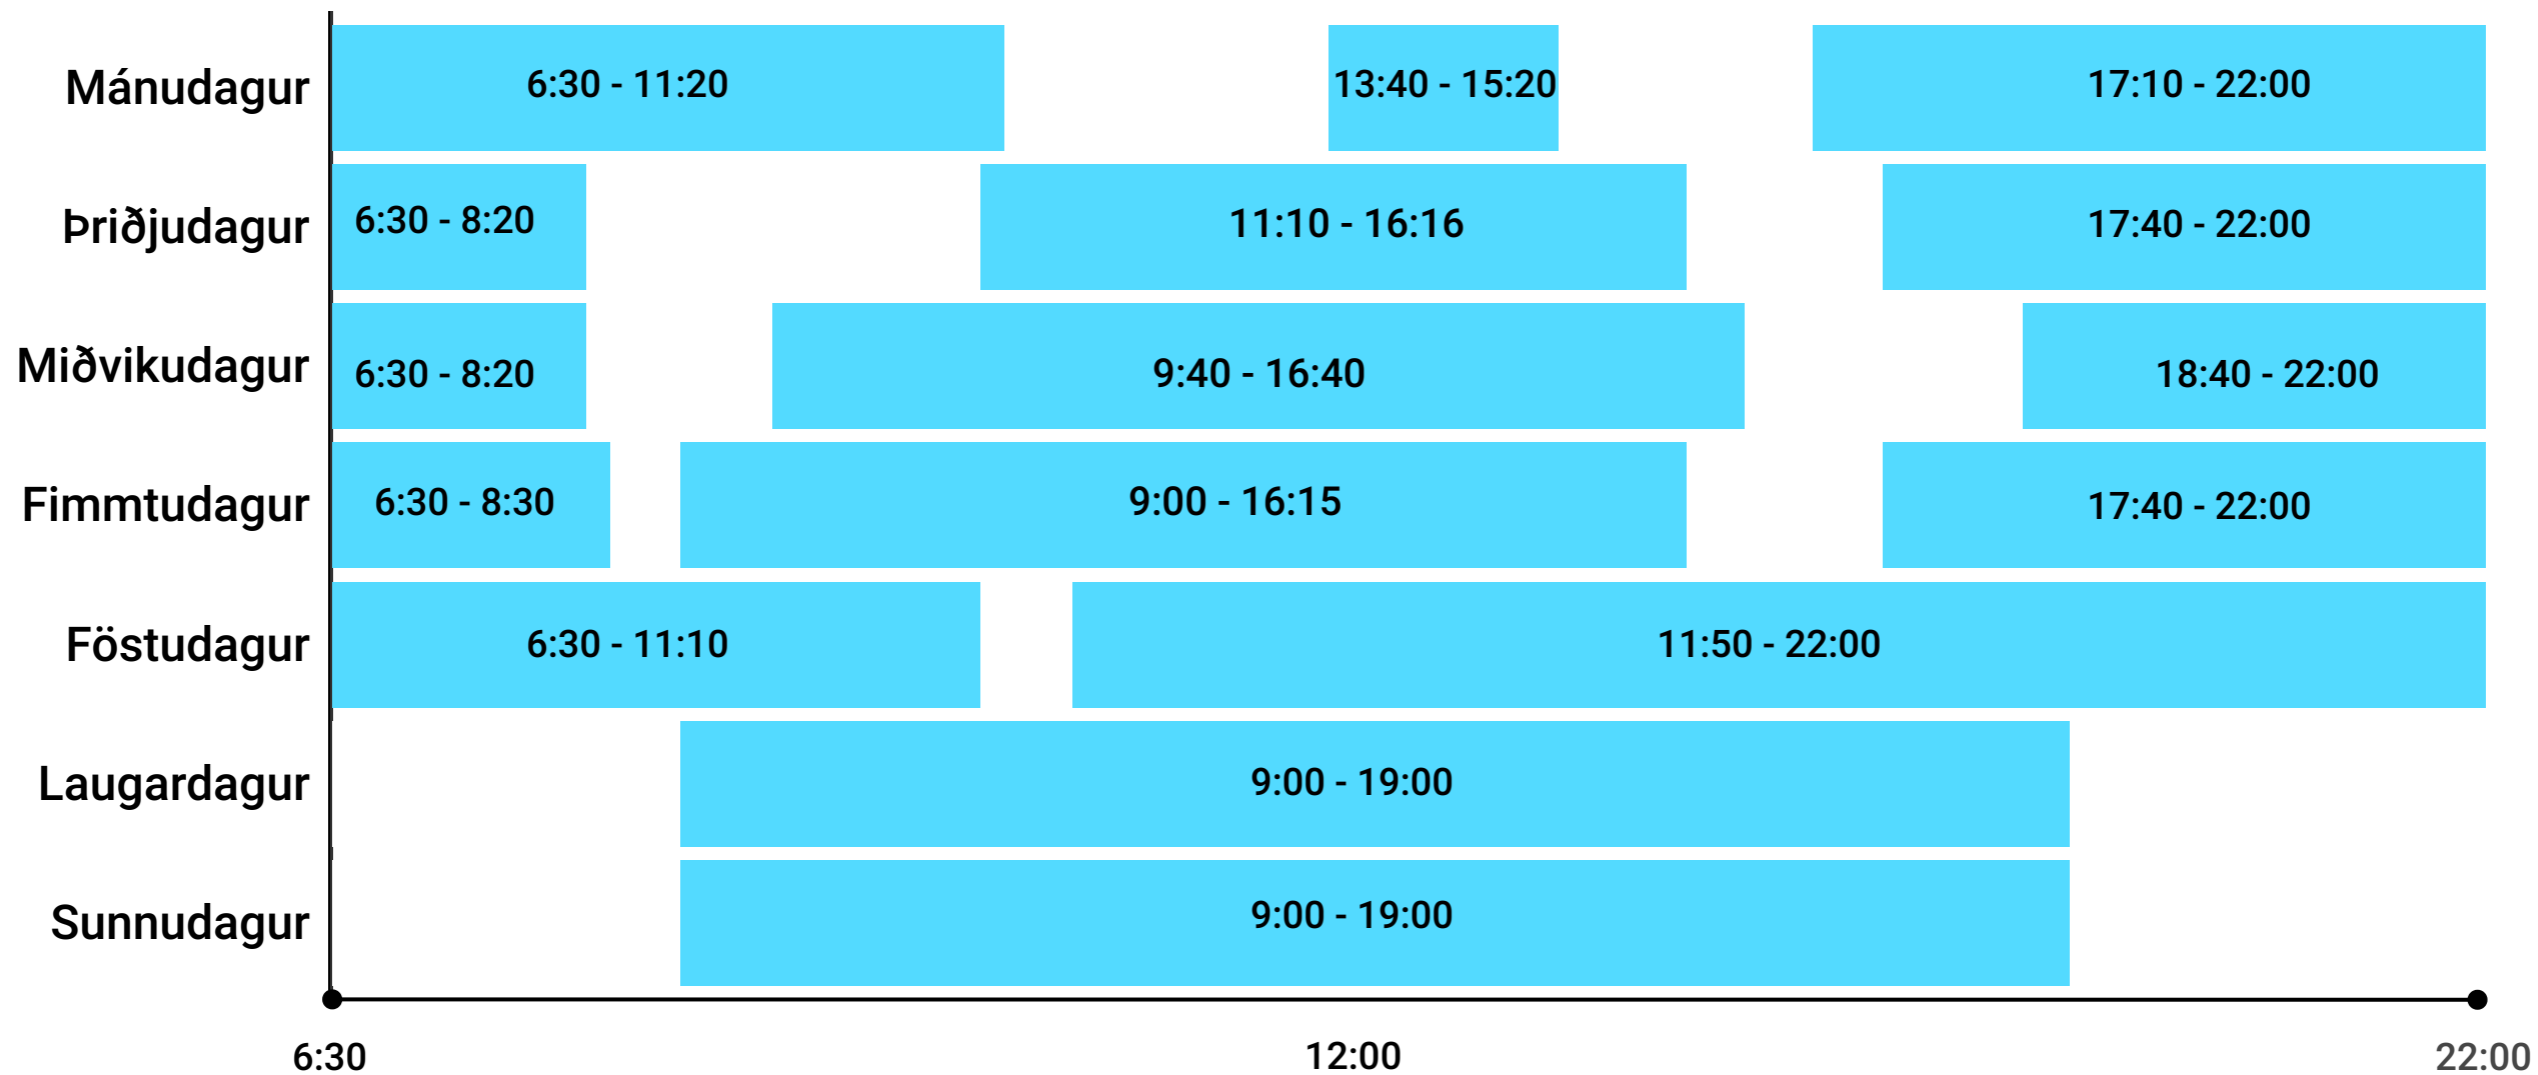 Mánudagur 6:30 - 11:20 13:40 - 15:20 17:10 - 22:00
Þriðjudagur 6:30 - 8:20 11:10 - 16:16 17:40 - 22:00
Miðvikudagur 6:30 - 8:20 9:40 - 16:40 18:40 - 22:00
Fimmtudagur 6:30 - 8:30 9:00 - 16:15 17:40 - 22:00
Föstudagur 6:30 - 11:10 11:50 - 22:00
Laugardagur 9:00 - 19:00
Sunnudagur 9:00 - 19:00
6:30 12:00 22:00